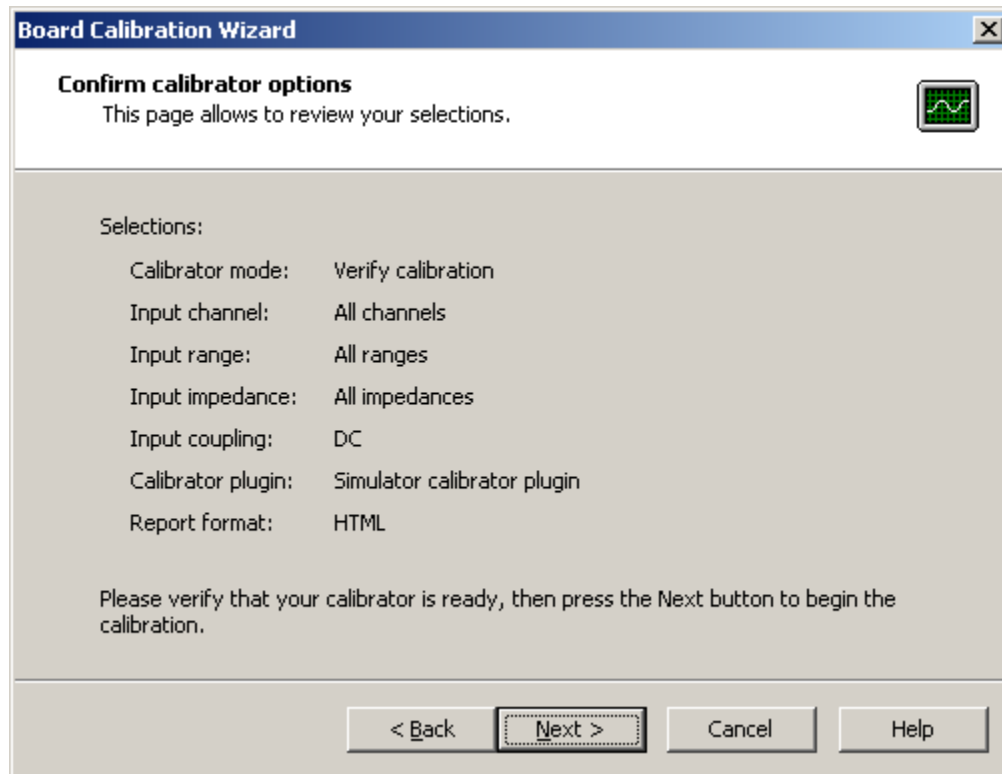 Board Calibration Wizard
Confirm calibrator options
This page allows to review your selections.
Selections:
Calibrator mode: Verify calibration
Input channel: All channels
Input range: All ranges
Input impedance: All impedances
Input coupling: DC
Calibrator plugin: Simulator calibrator plugin
Report format: HTML
Please verify that your calibrator is ready, then press the Next button to begin the
calibration.
< Back Next > Cancel Help